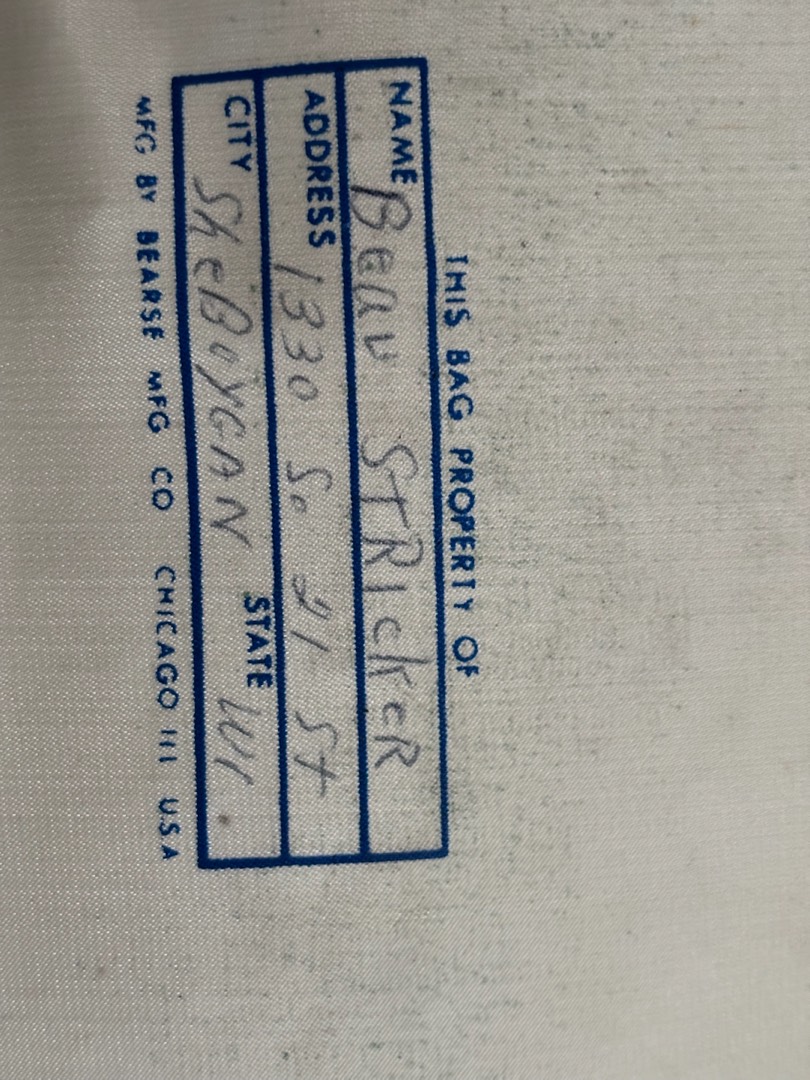 THIS BAG PROPERTY OF
NAME Beau STRIcKeR
ADDRESS 1330 So 21 St
CITY SheBoYGAN STATE WI.
MFG BY BEARSE MFG CO CHICAGO Ill U.S.A